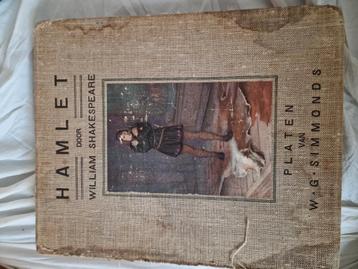 HAMLET
DOOR
WILLIAM SHAKESPEARE
PLATEN
VAN
W·G·SIMMONDS